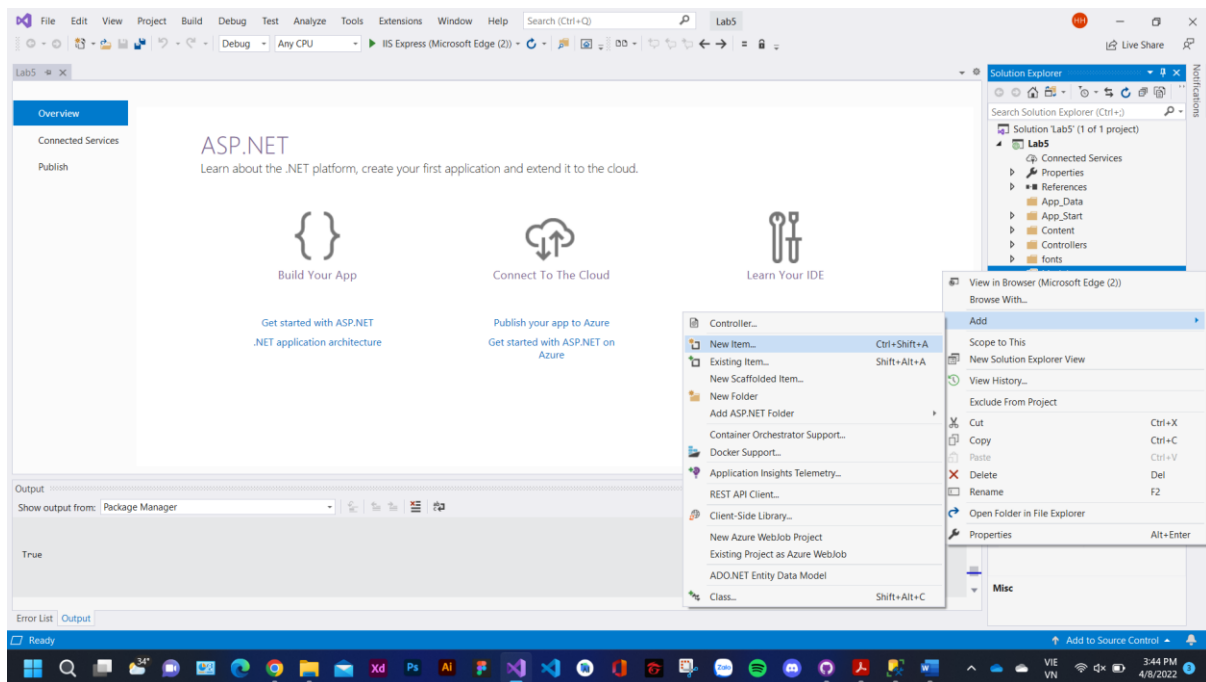 File Edit View Project Build Debug Test Analyze Tools Extensions Window Help Search (Ctrl+Q) Lab5 HH
Debug Any CPU IIS Express (Microsoft Edge (2)) Live Share
Lab5
Overview
Connected Services
Publish
ASP.NET
Learn about the .NET platform, create your first application and extend it to the cloud.
Build Your App
Connect To The Cloud
Learn Your IDE
Get started with ASP.NET
.NET application architecture
Publish your app to Azure
Get started with ASP.NET on
Azure
Solution Explorer
Notifications
Search Solution Explorer (Ctrl+;)
Solution 'Lab5' (1 of 1 project)
Lab5
Connected Services
Properties
References
App_Data
App_Start
Content
Controllers
fonts
View in Browser (Microsoft Edge (2))
Browse With...
Add
Scope to This
New Solution Explorer View
View History...
Exclude From Project
Cut Ctrl+X
Copy Ctrl+C
Paste Ctrl+V
Delete Del
Rename F2
Open Folder in File Explorer
Properties Alt+Enter
Controller...
New Item... Ctrl+Shift+A
Existing Item... Shift+Alt+A
New Scaffolded Item...
New Folder
Add ASP.NET Folder
Container Orchestrator Support...
Docker Support...
Application Insights Telemetry...
REST API Client...
Client-Side Library...
New Azure WebJob Project
Existing Project as Azure WebJob
ADO.NET Entity Data Model
Class... Shift+Alt+C
Output
Show output from: Package Manager
True
Misc
Error List Output
Ready Add to Source Control
34° Xd Ps Ai Zalo VIE 3:44 PM
VN 4/8/2022 3